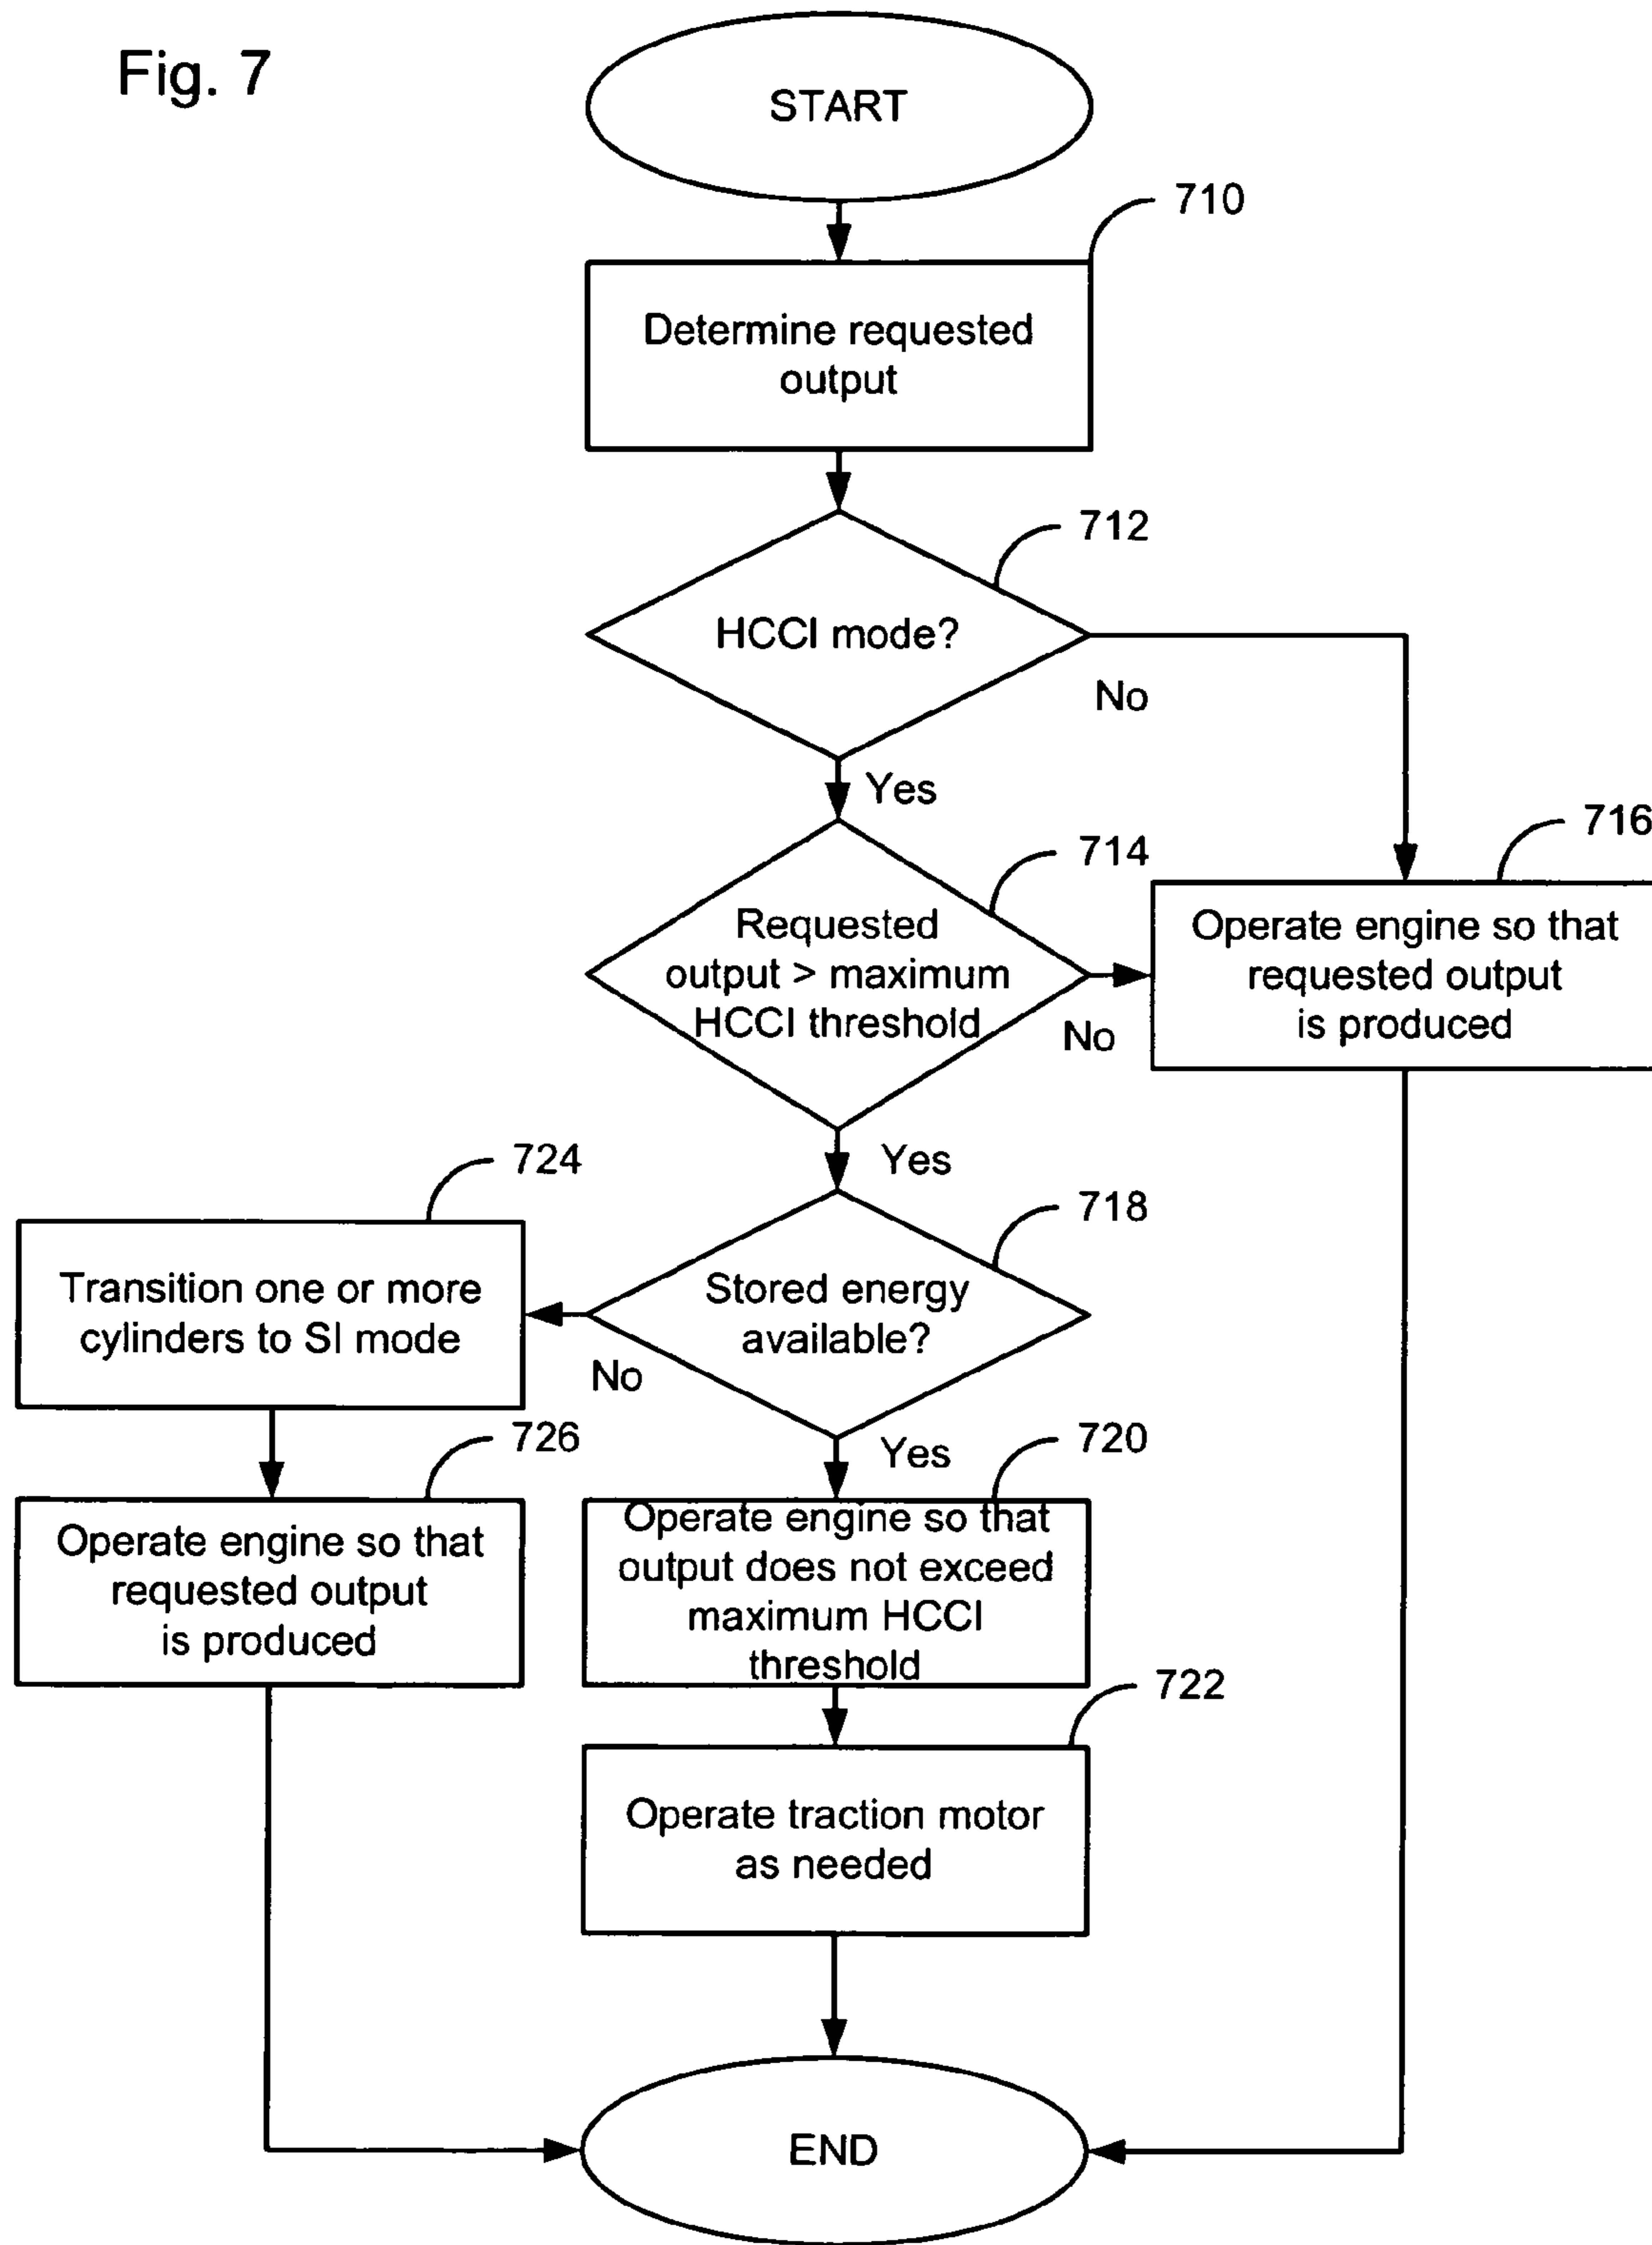 Fig. 7
START
710
Determine requested
output
712
HCCI mode?
No
Yes
714
716
Requested
output > maximum
HCCI threshold
No
Operate engine so that
requested output
is produced
Yes
724
718
Transition one or more
cylinders to SI mode
Stored energy
available?
No
Yes
726
720
Operate engine so that
requested output
is produced
Operate engine so that
output does not exceed
maximum HCCI
threshold
722
Operate traction motor
as needed
END